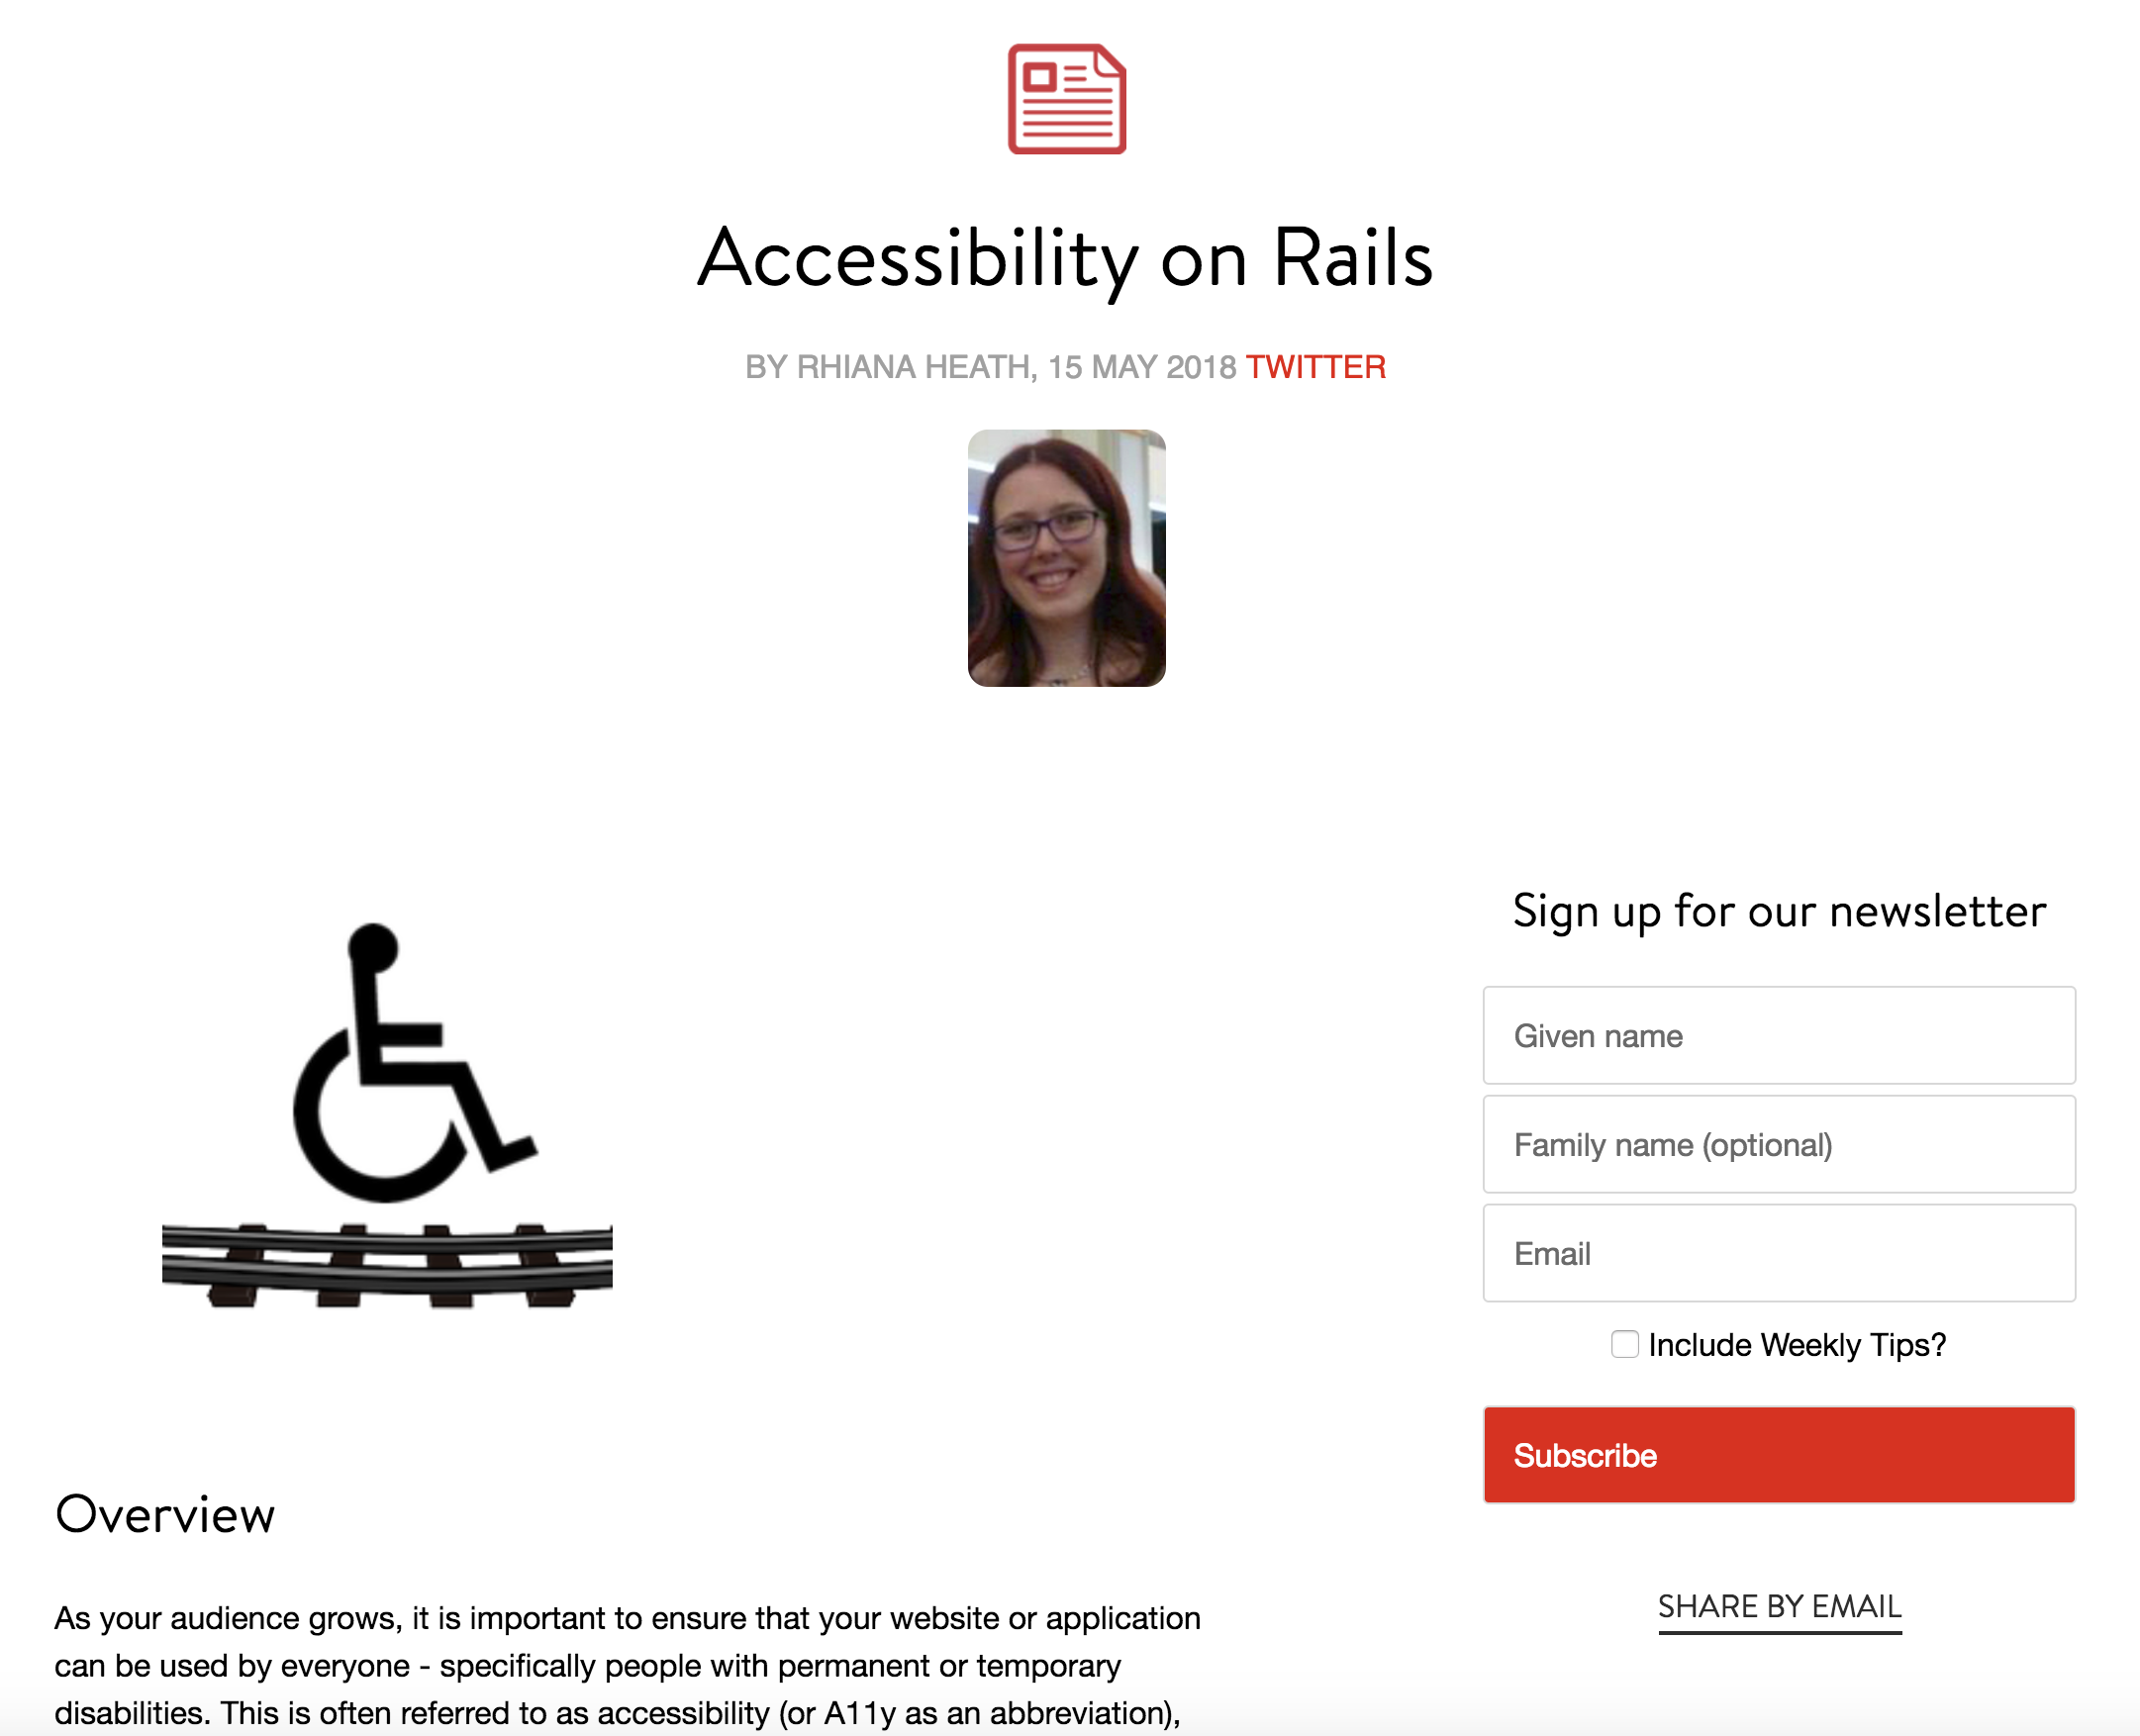 Accessibility on Rails
BY RHIANA HEATH, 15 MAY 2018 TWITTER
Sign up for our newsletter
Given name
Family name (optional)
Email
Include Weekly Tips?
Subscribe
SHARE BY EMAIL
Overview
As your audience grows, it is important to ensure that your website or application
can be used by everyone - specifically people with permanent or temporary
disabilities. This is often referred to as accessibility (or A11y as an abbreviation),